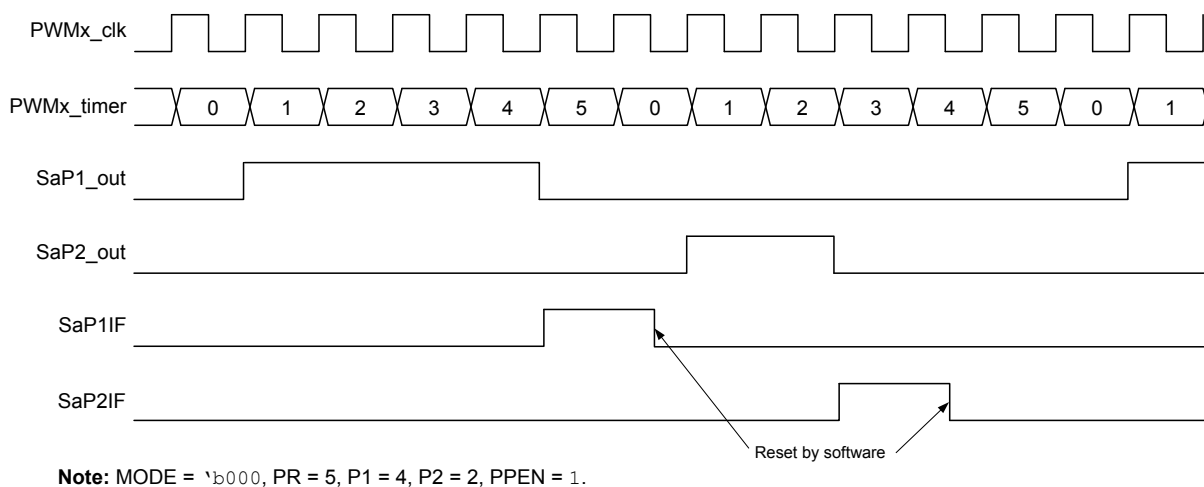 PWMx_clk
PWMx_timer 0 1 2 3 4 5 0 1 2 3 4 5 0 1
SaP1_out
SaP2_out
SaP1IF
SaP2IF
Reset by software
Note: MODE = ‘b000, PR = 5, P1 = 4, P2 = 2, PPEN = 1.